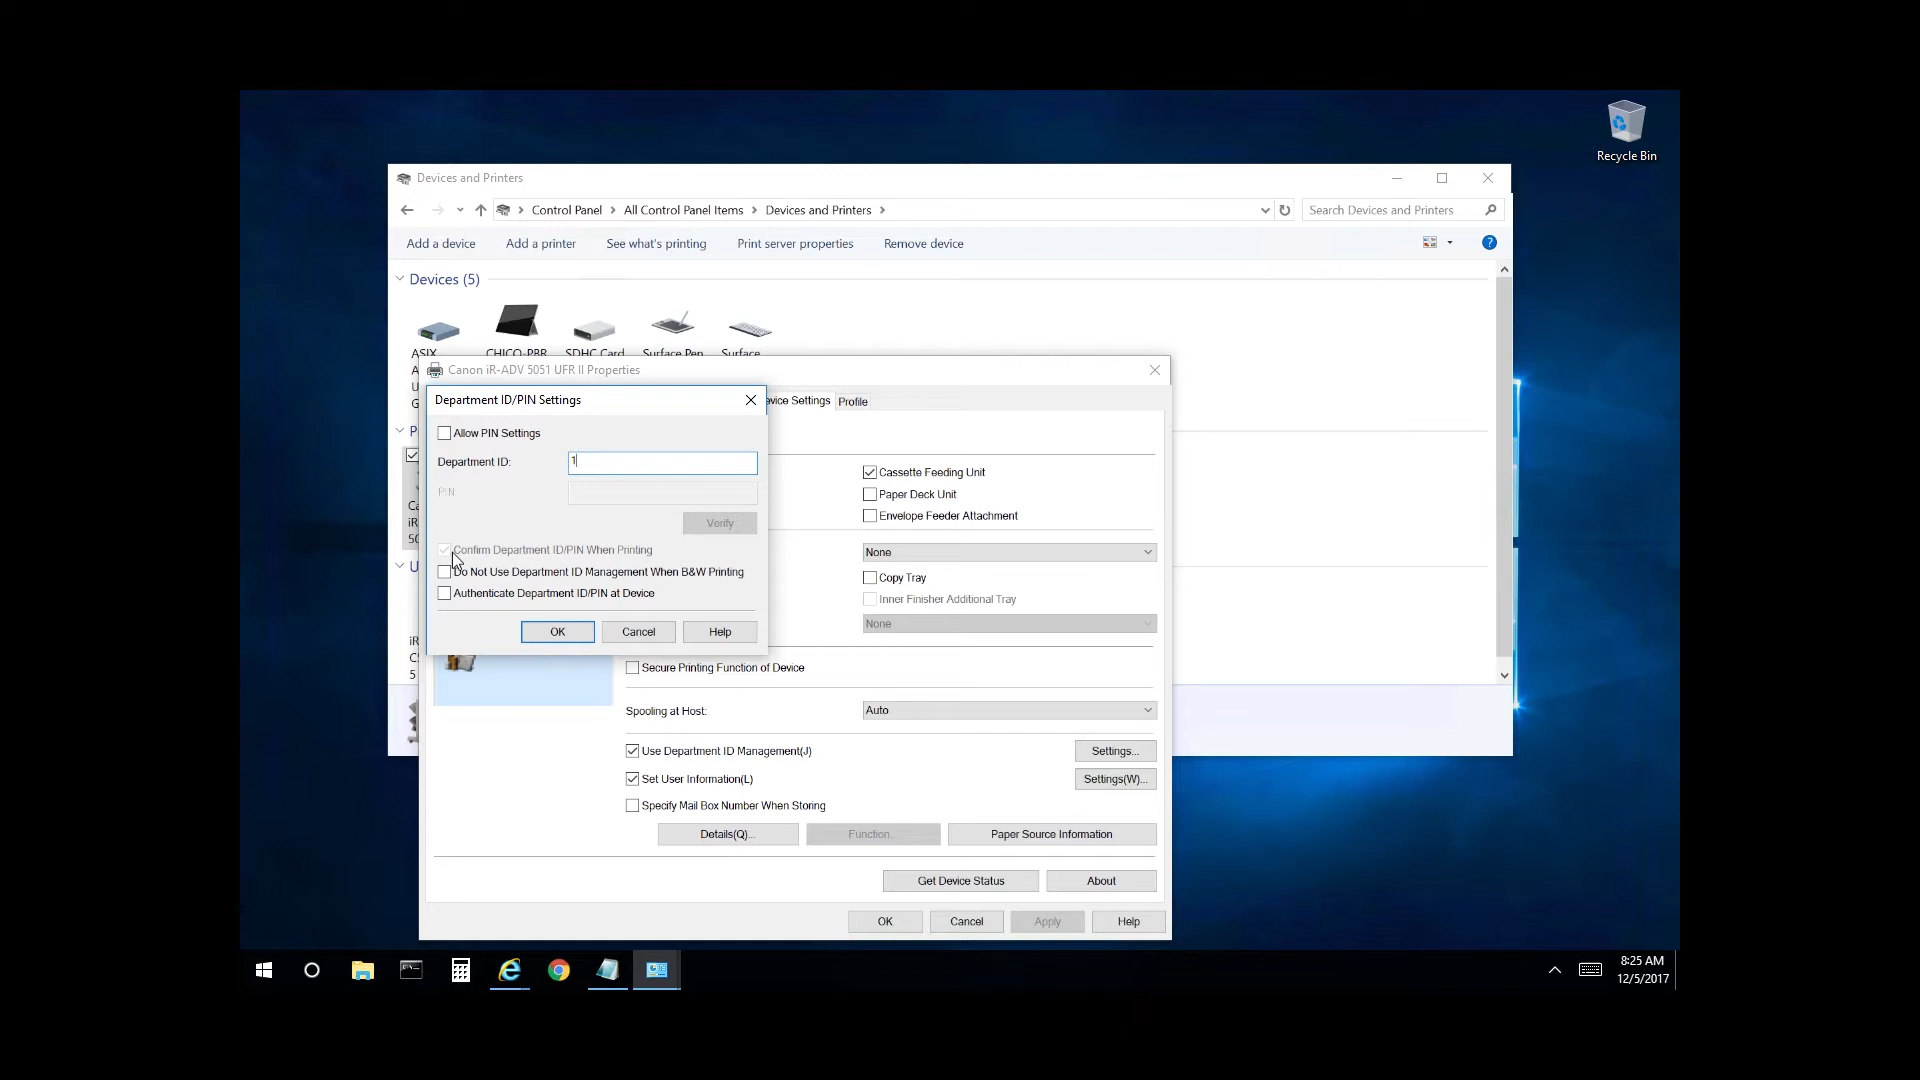 Recycle Bin
Devices and Printers
Control Panel > All Control Panel Items > Devices and Printers >
Search Devices and Printers
Add a device Add a printer See what's printing Print server properties Remove device
Devices (5)
ASIX CHICO-PBR SDHC Card Surface Pen Surface
Canon iR-ADV 5051 UFR II Properties
Department ID/PIN Settings
evice Settings Profile
Allow PIN Settings
Department ID: 1
PIN
Verify
Confirm Department ID/PIN When Printing
Do Not Use Department ID Management When B&W Printing
Authenticate Department ID/PIN at Device
OK Cancel Help
Cassette Feeding Unit
Paper Deck Unit
Envelope Feeder Attachment
None
Copy Tray
Inner Finisher Additional Tray
None
Secure Printing Function of Device
Spooling at Host: Auto
Use Department ID Management(J) Settings...
Set User Information(L) Settings(W)...
Specify Mail Box Number When Storing
Details(Q)... Function... Paper Source Information
Get Device Status About
OK Cancel Apply Help
8:25 AM
12/5/2017